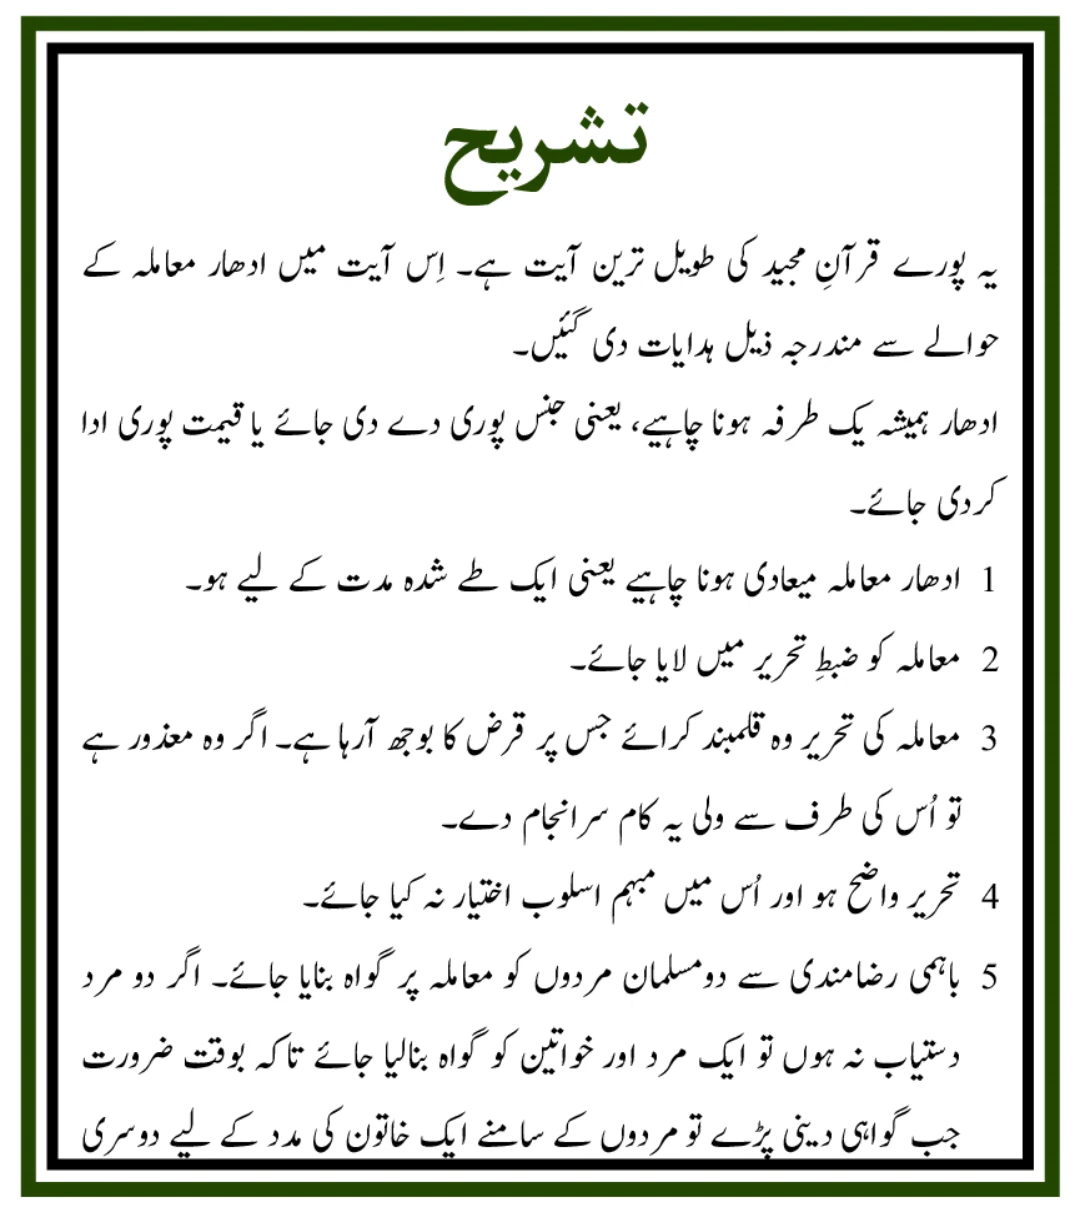 تشریح
یہ پورے قرآنِ مجید کی طویل ترین آیت ہے۔ اِس آیت میں ادھار معاملہ کے
حوالے سے مندرجہ ذیل ہدایات دی گئیں۔
ادھار ہمیشہ یک طرفہ ہونا چاہیے، یعنی جنس پوری دے دی جائے یا قیمت پوری ادا
کردی جائے۔
1 ادھار معاملہ میعادی ہونا چاہیے یعنی ایک طے شدہ مدت کے لیے ہو۔
2 معاملہ کو ضبطِ تحریر میں لایا جائے۔
3 معاملہ کی تحریر وہ قلمبند کرائے جس پر قرض کا بوجھ آرہا ہے۔ اگر وہ معذور ہے
تو اُس کی طرف سے ولی یہ کام سرانجام دے۔
4 تحریر واضح ہو اور اُس میں مبہم اسلوب اختیار نہ کیا جائے۔
5 باہمی رضامندی سے دومسلمان مردوں کو معاملہ پر گواہ بنایا جائے۔ اگر دو مرد
دستیاب نہ ہوں تو ایک مرد اور خواتین کو گواہ بنالیا جائے تاکہ بوقت ضرورت
جب گواہی دینی پڑے تو مردوں کے سامنے ایک خاتون کی مدد کے لیے دوسری